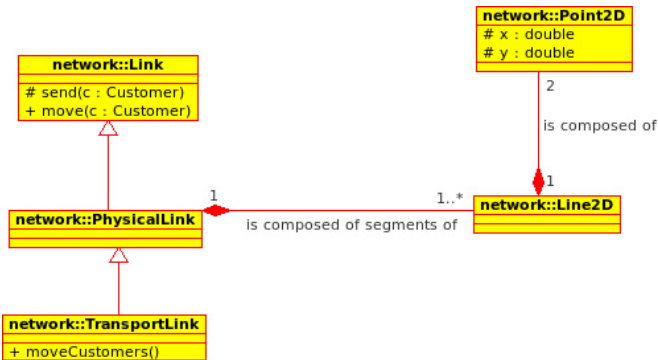 network::Point2D
# x : double
# y : double
network::Link
# send(c : Customer)
+ move(c : Customer)
2
is composed of
1
1
1..*
network::Line2D
network::PhysicalLink
is composed of segments of
network::TransportLink
+ moveCustomers()